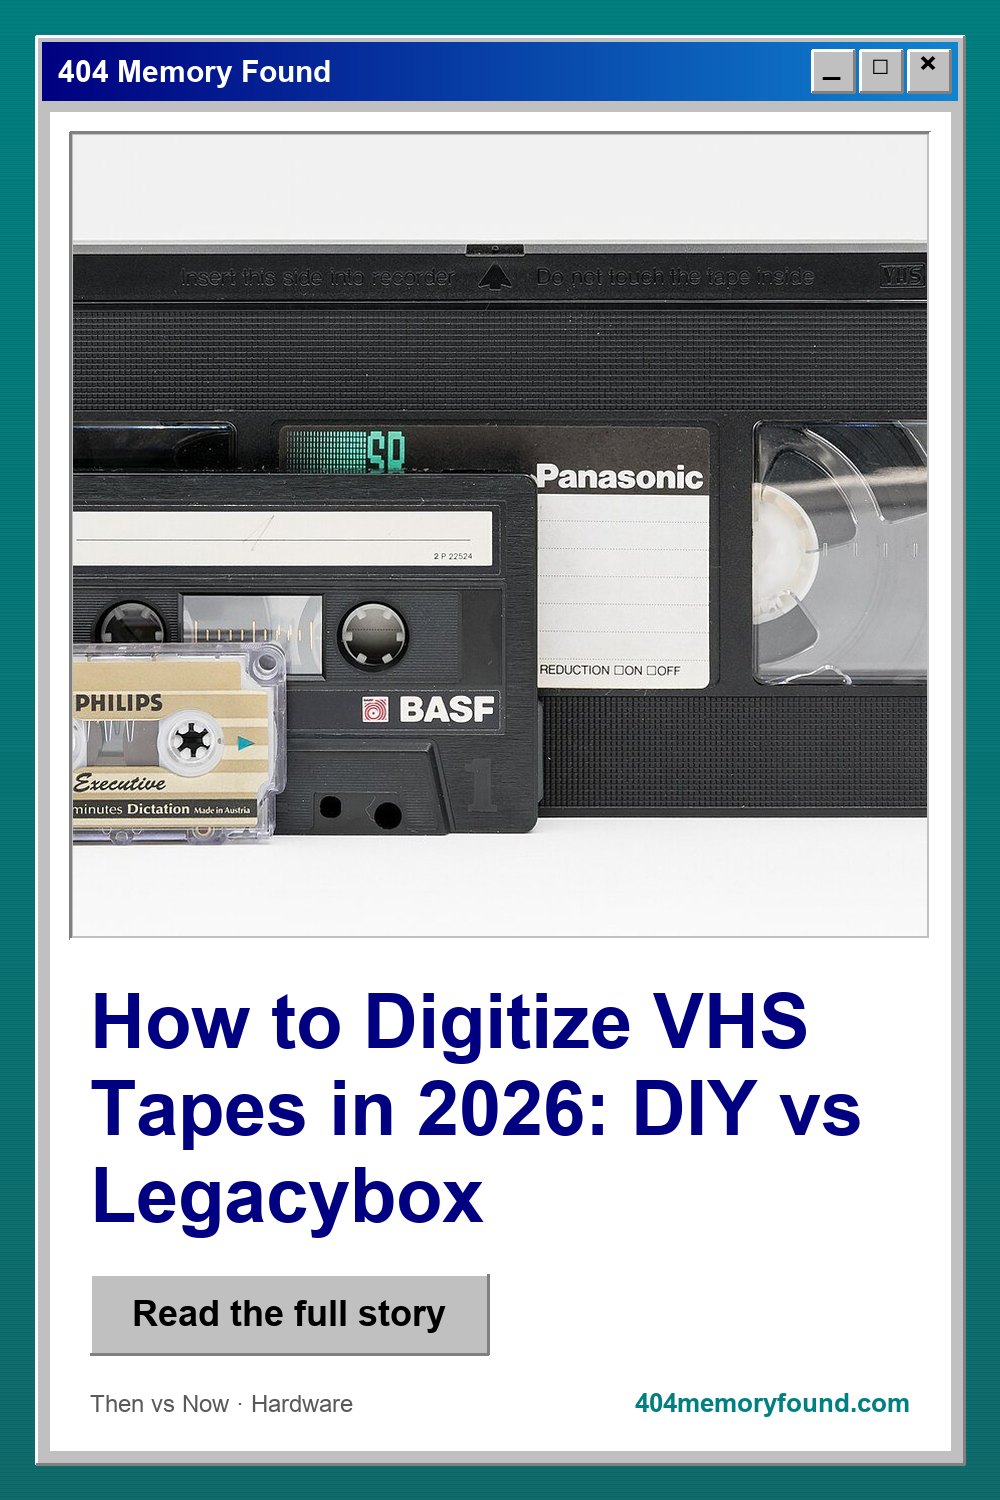 404 Memory Found
Insert this side into recorder Do not touch the tape inside VHS
SP
Panasonic
2 P 22524
REDUCTION □ON □OFF
PHILIPS
BASF
Executive
minutes Dictation Made in Austria
1
How to Digitize VHS
Tapes in 2026: DIY vs
Legacybox
Read the full story
Then vs Now · Hardware
404memoryfound.com